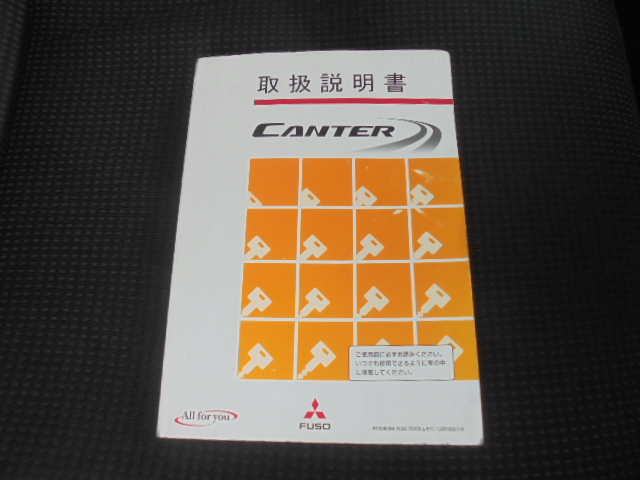 取扱説明書
CANTER
ご使用前に必ずお読みください。
いつでも使用できるように車の中
に保管してください。
All for you
FUSO